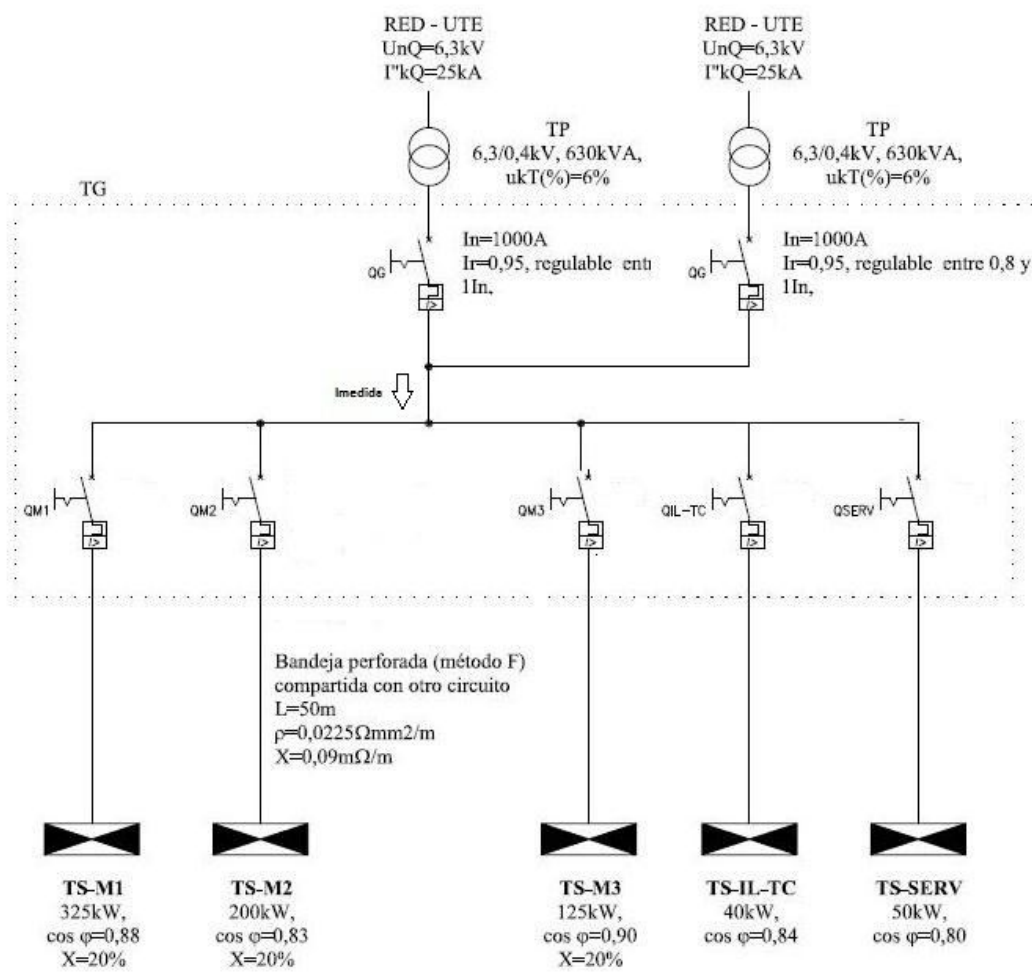 RED - UTE
UnQ=6,3kV
I"kQ=25kA
RED - UTE
UnQ=6,3kV
I"kQ=25kA
TP
6,3/0,4kV, 630kVA,
ukT(%)=6%
TP
6,3/0,4kV, 630kVA,
ukT(%)=6%
TG
In=1000A
Ir=0,95, regulable ent
1In,
QG
In=1000A
Ir=0,95, regulable entre 0,8 y
1In,
QG
Imedida
QM1
QM2
QM3
QIL-TC
QSERV
Bandeja perforada (método F)
compartida con otro circuito
L=50m
ρ=0,0225Ωmm2/m
X=0,09mΩ/m
TS-M1
325kW,
cos φ=0,88
X=20%
TS-M2
200kW,
cos φ=0,83
X=20%
TS-M3
125kW,
cos φ=0,90
X=20%
TS-IL-TC
40kW,
cos φ=0,84
TS-SERV
50kW,
cos φ=0,80